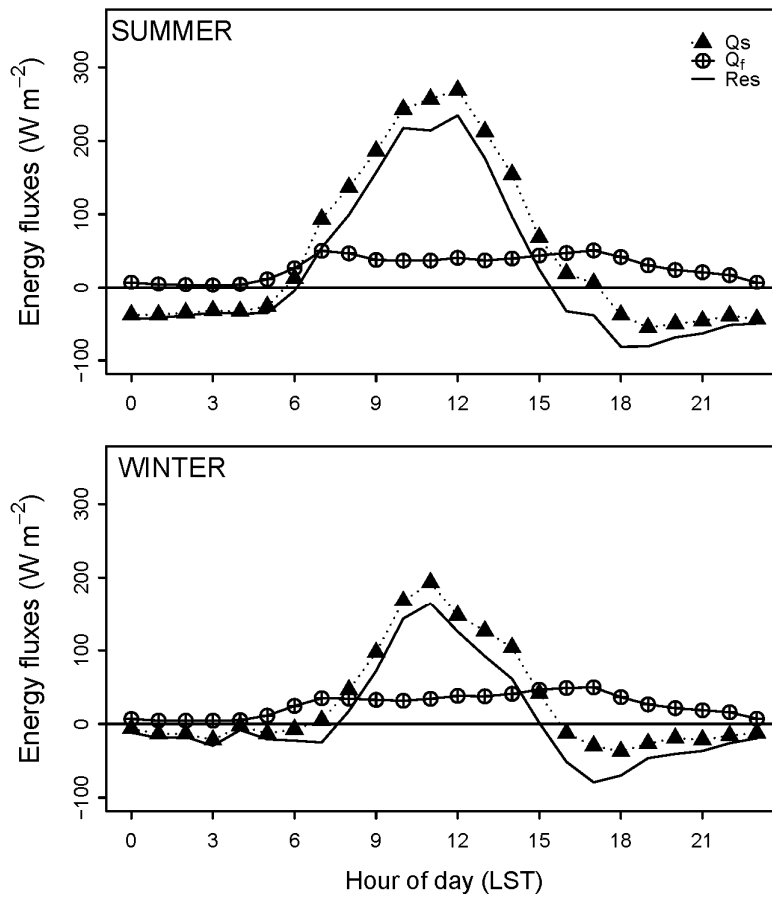 SUMMER
Qs
Qf
Res
Energy fluxes (W m−2)
300
200
100
0
−100
0 3 6 9 12 15 18 21
WINTER
Energy fluxes (W m−2)
300
200
100
0
−100
0 3 6 9 12 15 18 21
Hour of day (LST)